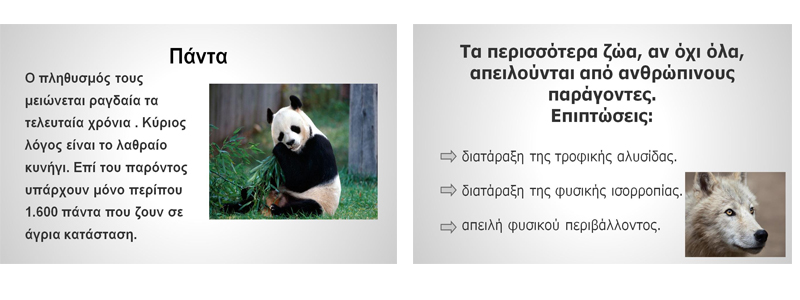 Πάντα
Ο πληθυσμός τους
μειώνεται ραγδαία τα
τελευταία χρόνια . Κύριος
λόγος είναι το λαθραίο
κυνήγι. Επί του παρόντος
υπάρχουν μόνο περίπου
1.600 πάντα που ζουν σε
άγρια κατάσταση.
Τα περισσότερα ζώα, αν όχι όλα,
απειλούνται από ανθρώπινους
παράγοντες.
Επιπτώσεις:
διατάραξη της τροφικής αλυσίδας.
διατάραξη της φυσικής ισορροπίας.
απειλή φυσικού περιβάλλοντος.